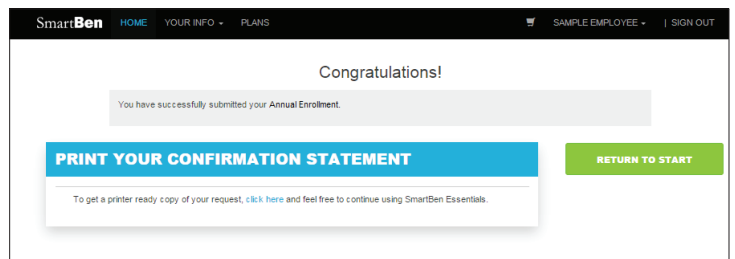 SmartBen HOME YOUR INFO PLANS SAMPLE EMPLOYEE | SIGN OUT
Congratulations!
You have successfully submitted your Annual Enrollment.
PRINT YOUR CONFIRMATION STATEMENT
RETURN TO START
To get a printer ready copy of your request, click here and feel free to continue using SmartBen Essentials.